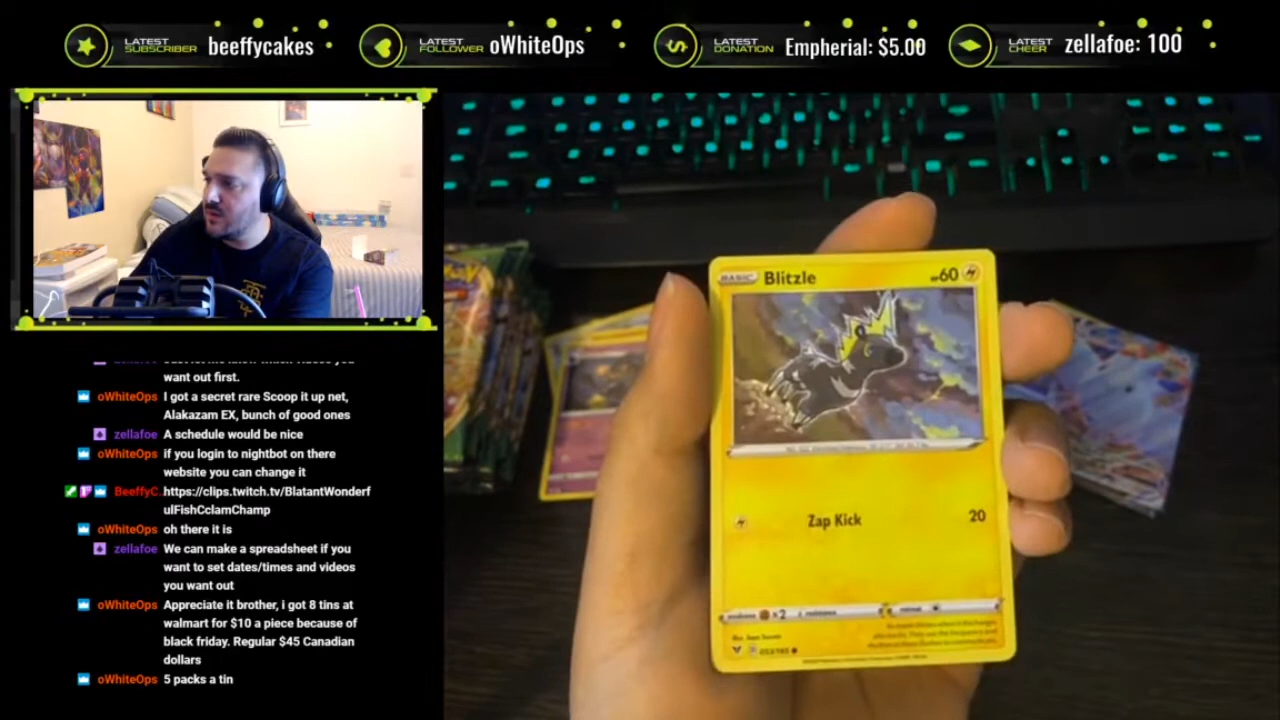 LATEST SUBSCRIBER beeffycakes
LATEST FOLLOWER oWhiteOps
LATEST DONATION Empherial: $5.00
LATEST CHEER zellafoe: 100
want out first.
oWhiteOps I got a secret rare Scoop it up net,
Alakazam EX, bunch of good ones
zellafoe A schedule would be nice
oWhiteOps if you login to nightbot on there
website you can change it
BeeffyC. https://clips.twitch.tv/BlatantWonderf
ulFishCclamChamp
oWhiteOps oh there it is
zellafoe We can make a spreadsheet if you
want to set dates/times and videos
you want out
oWhiteOps Appreciate it brother, i got 8 tins at
walmart for $10 a piece because of
black friday. Regular $45 Canadian
dollars
oWhiteOps 5 packs a tin
BASIC Blitzle HP60
Zap Kick 20
weakness x2 resistance retreat